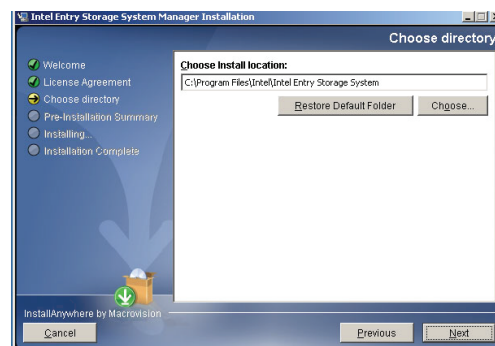 Intel Entry Storage System Manager Installation
Choose directory
Welcome
License Agreement
Choose directory
Pre-Installation Summary
Installing...
Installation Complete
Choose Install location:
C:\Program Files\Intel\Intel Entry Storage System
Restore Default Folder
Choose...
InstallAnywhere by Macrovision
Cancel
Previous
Next